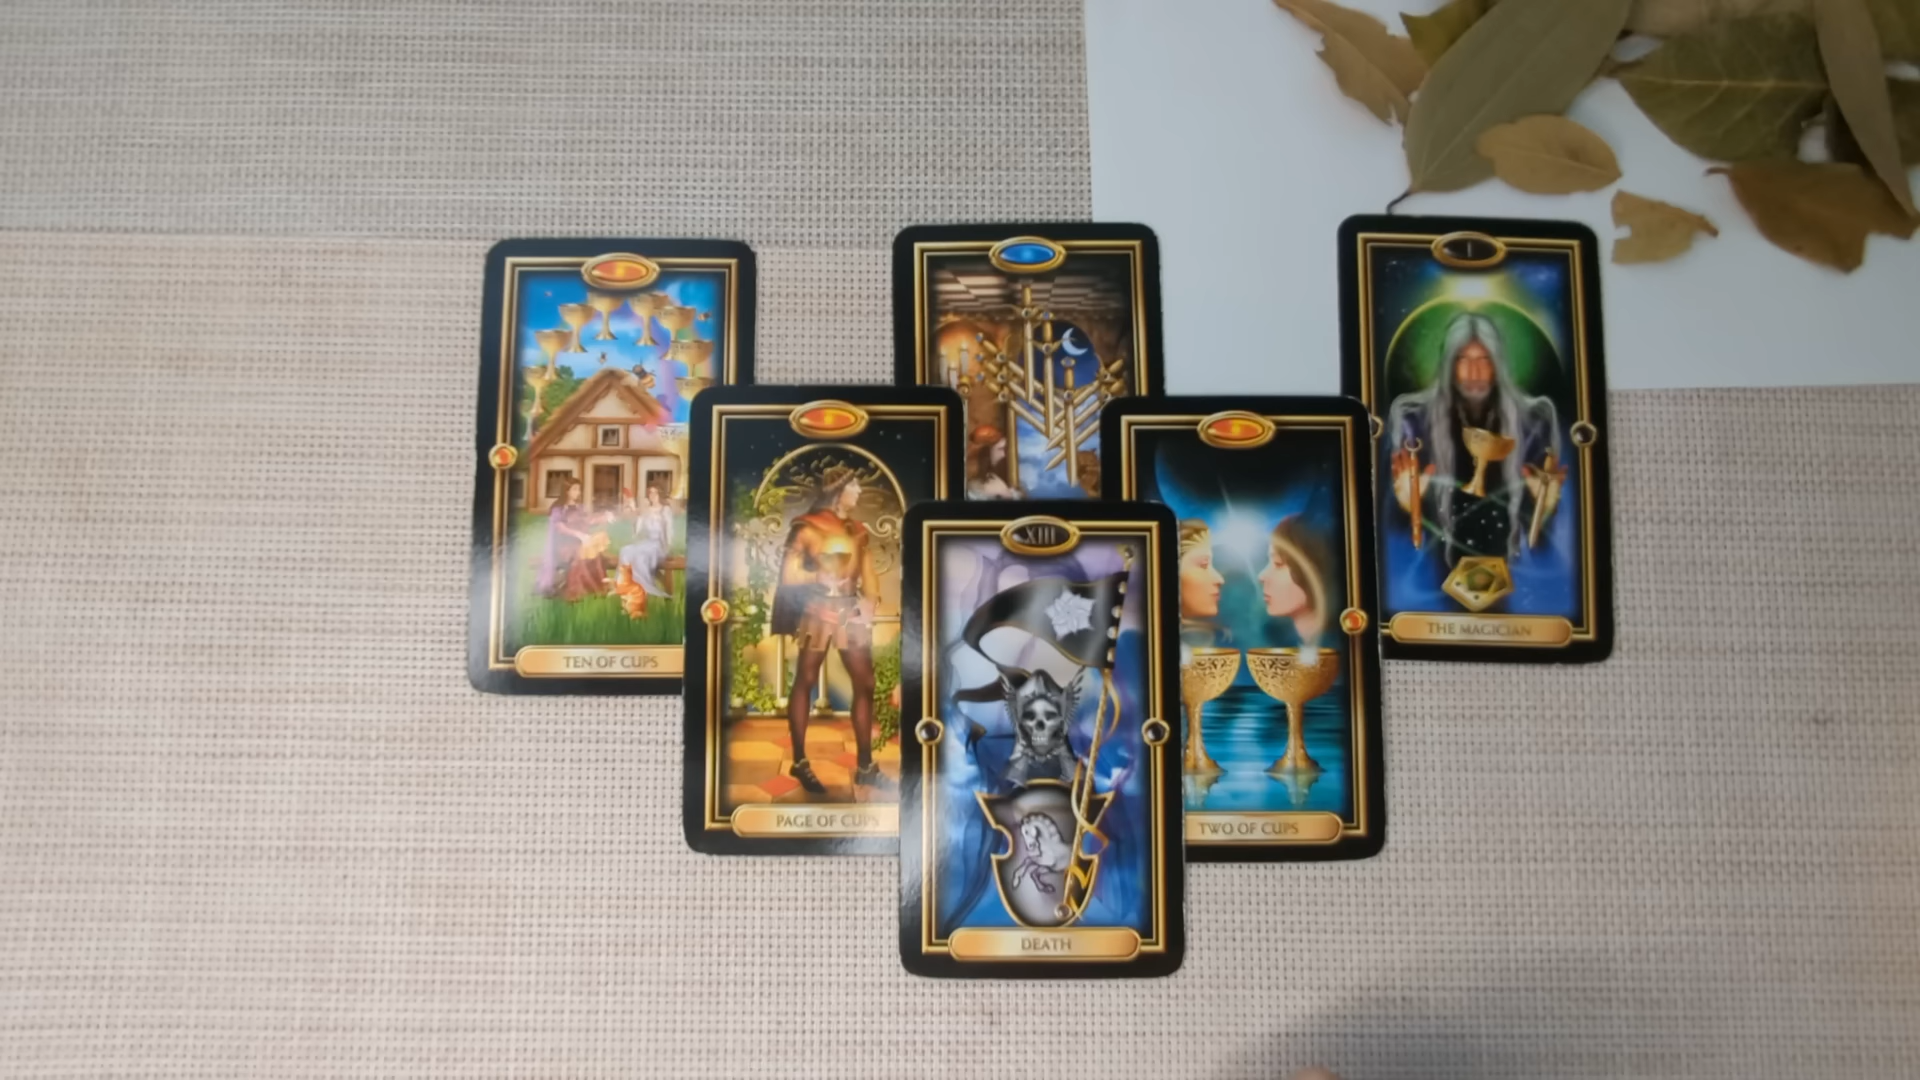 I
XIII
TEN OF CUPS
THE MAGICIAN
PAGE OF CUPS
TWO OF CUPS
DEATH